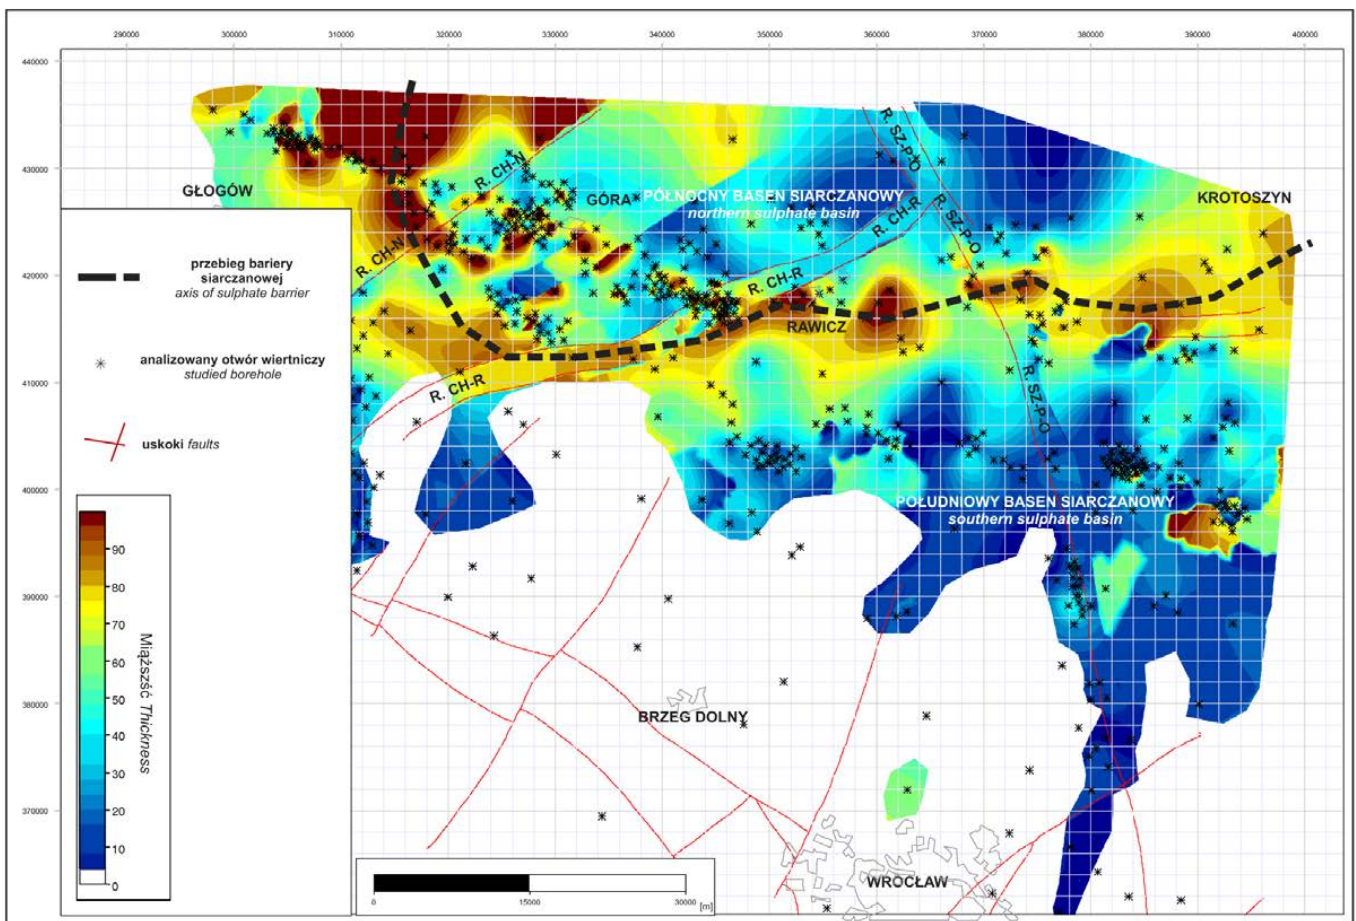 290000 300000 310000 320000 330000 340000 350000 360000 370000 380000 390000 400000
440000
430000
420000
410000
400000
390000
380000
370000
GŁOGÓW
R. CH-N
R. CH-N
GÓRA
PÓŁNOCNY BASEN SIARCZANOWY
northern sulphate basin
R. SZ-P-O
R. SZ-P-O
R. CH-R
KROTOSZYN
R. CH-R
RAWICZ
R. CH-R
R. SZ-P-O
POŁUDNIOWY BASEN SIARCZANOWY
southern sulphate basin
BRZEG DOLNY
WROCŁAW
przebieg bariery
siarczanowej
axis of sulphate barrier
analizowany otwór wiertniczy
studied borehole
uskoki faults
90
80
70
60
50
40
30
20
10
0
Miąższść Thickness
0 15000 30000
[m]